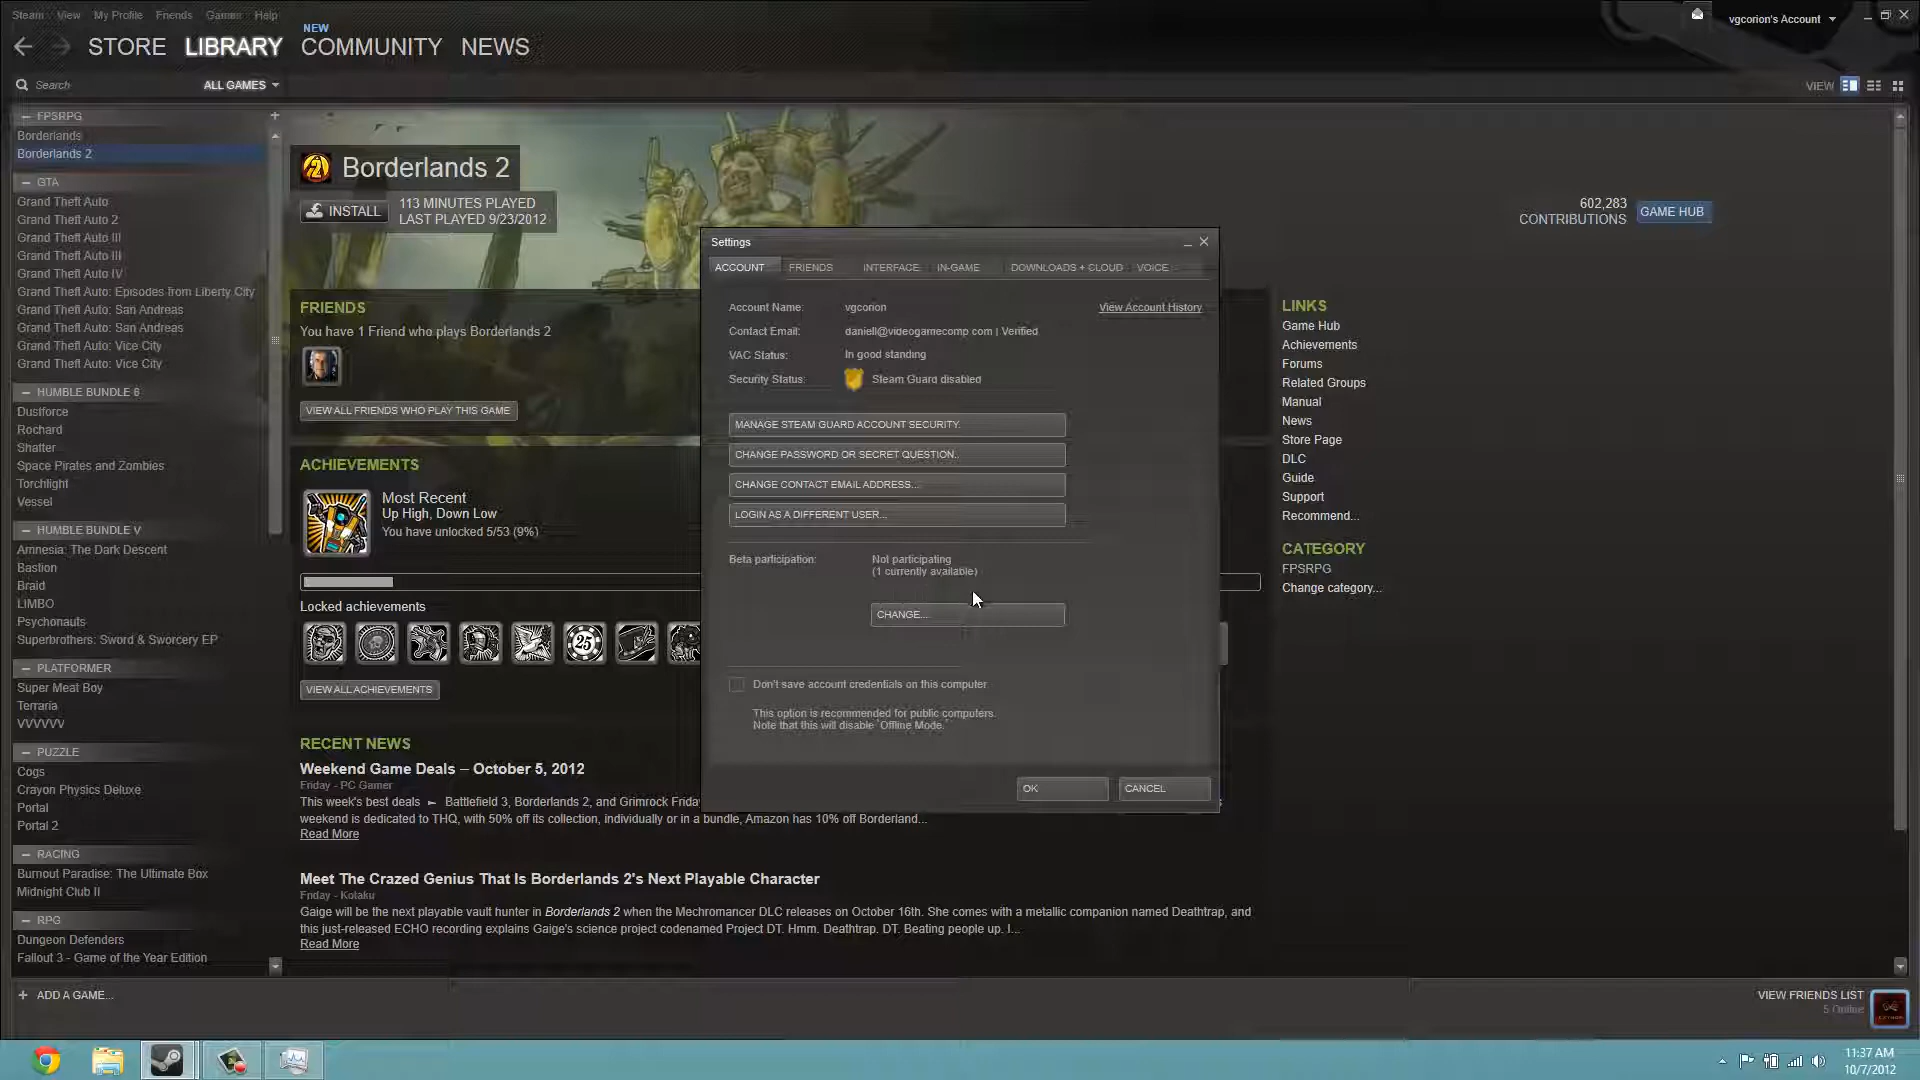 Steam View My Profile Friends Games Help
vgcorion's Account
NEW
STORE LIBRARY COMMUNITY NEWS
Search
ALL GAMES
VIEW
FPSRPG
Borderlands
Borderlands 2
GTA
Grand Theft Auto
Grand Theft Auto 2
Grand Theft Auto III
Grand Theft Auto III
Grand Theft Auto IV
Grand Theft Auto: Episodes from Liberty City
Grand Theft Auto: San Andreas
Grand Theft Auto: San Andreas
Grand Theft Auto: Vice City
Grand Theft Auto: Vice City
HUMBLE BUNDLE 6
Dustforce
Rochard
Shatter
Space Pirates and Zombies
Torchlight
Vessel
HUMBLE BUNDLE V
Amnesia: The Dark Descent
Bastion
Braid
LIMBO
Psychonauts
Superbrothers: Sword & Sworcery EP
PLATFORMER
Super Meat Boy
Terraria
VVVVVV
PUZZLE
Cogs
Crayon Physics Deluxe
Portal
Portal 2
RACING
Burnout Paradise: The Ultimate Box
Midnight Club II
RPG
Dungeon Defenders
Fallout 3 - Game of the Year Edition
ADD A GAME...
Borderlands 2
INSTALL
113 MINUTES PLAYED
LAST PLAYED 9/23/2012
602,283
CONTRIBUTIONS
GAME HUB
FRIENDS
You have 1 Friend who plays Borderlands 2
VIEW ALL FRIENDS WHO PLAY THIS GAME
ACHIEVEMENTS
Most Recent
Up High, Down Low
You have unlocked 5/53 (9%)
Locked achievements
25
VIEW ALL ACHIEVEMENTS
RECENT NEWS
Weekend Game Deals – October 5, 2012
Friday - PC Gamer
This week's best deals ► Battlefield 3, Borderlands 2, and Grimrock Frida
weekend is dedicated to THQ, with 50% off its collection, individually or in a bundle, Amazon has 10% off Borderland...
Read More
Meet The Crazed Genius That Is Borderlands 2's Next Playable Character
Friday - Kotaku
Gaige will be the next playable vault hunter in Borderlands 2 when the Mechromancer DLC releases on October 16th. She comes with a metallic companion named Deathtrap, and
this just-released ECHO recording explains Gaige's science project codenamed Project DT. Hmm. Deathtrap. DT. Beating people up. I...
Read More
Settings
ACCOUNT FRIENDS INTERFACE IN-GAME DOWNLOADS + CLOUD VOICE
Account Name: vgcorion
View Account History
Contact Email: daniell@videogamecomp.com | Verified
VAC Status: In good standing
Security Status: Steam Guard disabled
MANAGE STEAM GUARD ACCOUNT SECURITY...
CHANGE PASSWORD OR SECRET QUESTION...
CHANGE CONTACT EMAIL ADDRESS...
LOGIN AS A DIFFERENT USER...
Beta participation: Not participating
(1 currently available)
CHANGE...
Don't save account credentials on this computer
This option is recommended for public computers.
Note that this will disable 'Offline Mode.'
OK
CANCEL
LINKS
Game Hub
Achievements
Forums
Related Groups
Manual
News
Store Page
DLC
Guide
Support
Recommend...
CATEGORY
FPSRPG
Change category...
VIEW FRIENDS LIST
5 Online
11:37 AM
10/7/2012